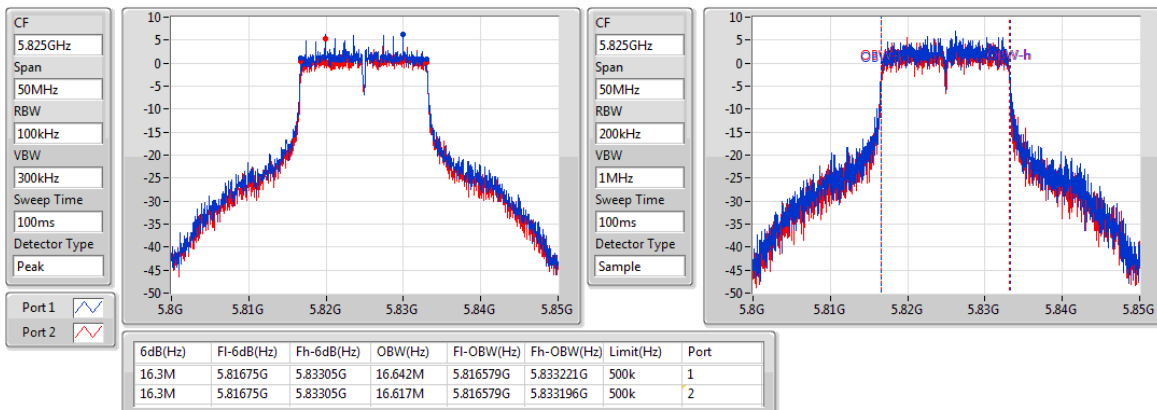 CF
5.825GHz
Span
50MHz
RBW
100kHz
VBW
300kHz
Sweep Time
100ms
Detector Type
Peak
Port 1
Port 2
10
5
0
-5
-10
-15
-20
-25
-30
-35
-40
-45
-50
5.8G 5.81G 5.82G 5.83G 5.84G 5.85G
CF
5.825GHz
Span
50MHz
RBW
200kHz
VBW
1MHz
Sweep Time
100ms
Detector Type
Sample
10
5
0
-5
-10
-15
-20
-25
-30
-35
-40
-45
-50
5.8G 5.82G 5.84G 5.85G
6dB(Hz) Fl-6dB(Hz) Fh-6dB(Hz) OBW(Hz) Fl-OBW(Hz) Fh-OBW(Hz) Limit(Hz) Port
16.3M 5.81675G 5.83305G 16.642M 5.816579G 5.833221G 500k 1
16.3M 5.81675G 5.83305G 16.617M 5.816579G 5.833196G 500k 2